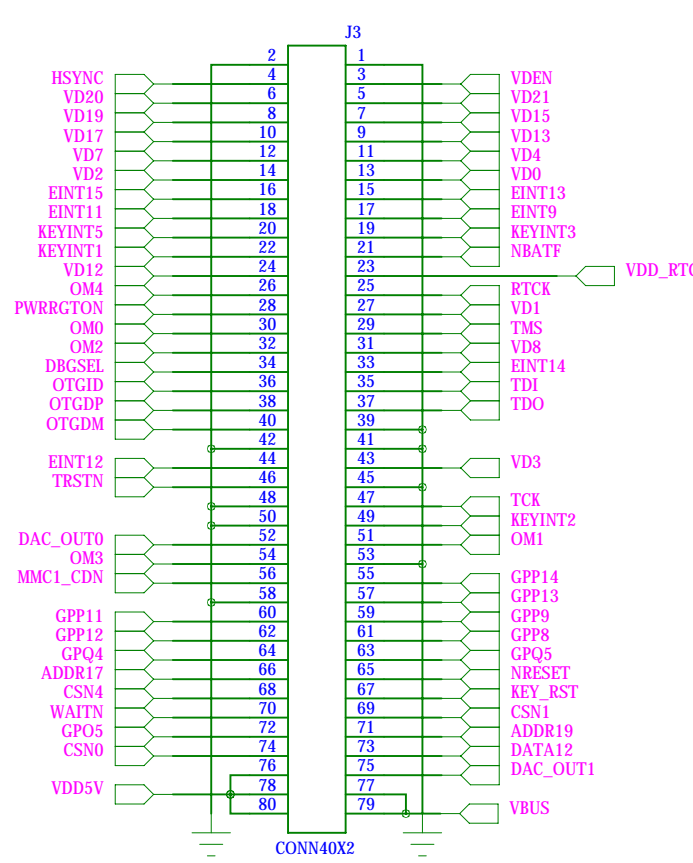 J3
2 1
HSYNC 4 3 VDEN
VD20 6 5 VD21
VD19 8 7 VD15
VD17 10 9 VD13
VD7 12 11 VD4
VD2 14 13 VD0
EINT15 16 15 EINT13
EINT11 18 17 EINT9
KEYINT5 20 19 KEYINT3
KEYINT1 22 21 NBATF
VD12 24 23 VDD_RTC
OM4 26 25 RTCK
PWRRGTON 28 27 VD1
OM0 30 29 TMS
OM2 32 31 VD8
DBGSEL 34 33 EINT14
OTGID 36 35 TDI
OTGDP 38 37 TDO
OTGDM 40 39
42 41
EINT12 44 43 VD3
TRSTN 46 45
48 47 TCK
50 49 KEYINT2
DAC_OUT0 52 51 OM1
OM3 54 53
MMC1_CDN 56 55 GPP14
58 57 GPP13
GPP11 60 59 GPP9
GPP12 62 61 GPP8
GPQ4 64 63 GPQ5
ADDR17 66 65 NRESET
CSN4 68 67 KEY_RST
WAITN 70 69 CSN1
GPO5 72 71 ADDR19
CSN0 74 73 DATA12
76 75 DAC_OUT1
VDD5V 78 77
80 79 VBUS
CONN40X2